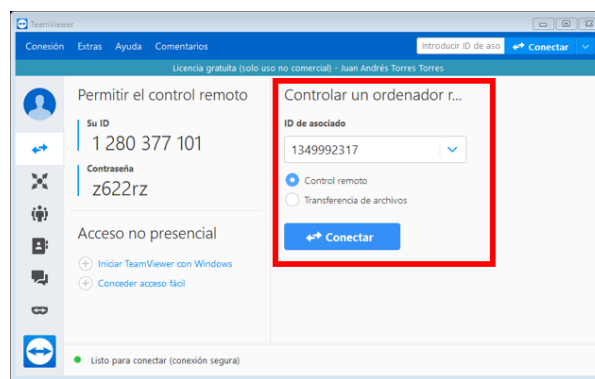 TeamViewer
Conexión Extras Ayuda Comentarios
Introducir ID de aso
Conectar
Licencia gratuita (solo uso no comercial) - Juan Andrés Torres Torres
Permitir el control remoto
Su ID
1 280 377 101
Contraseña
z622rz
Acceso no presencial
Iniciar TeamViewer con Windows
Conceder acceso fácil
Controlar un ordenador r...
ID de asociado
1349992317
Control remoto
Transferencia de archivos
Conectar
Listo para conectar (conexión segura)